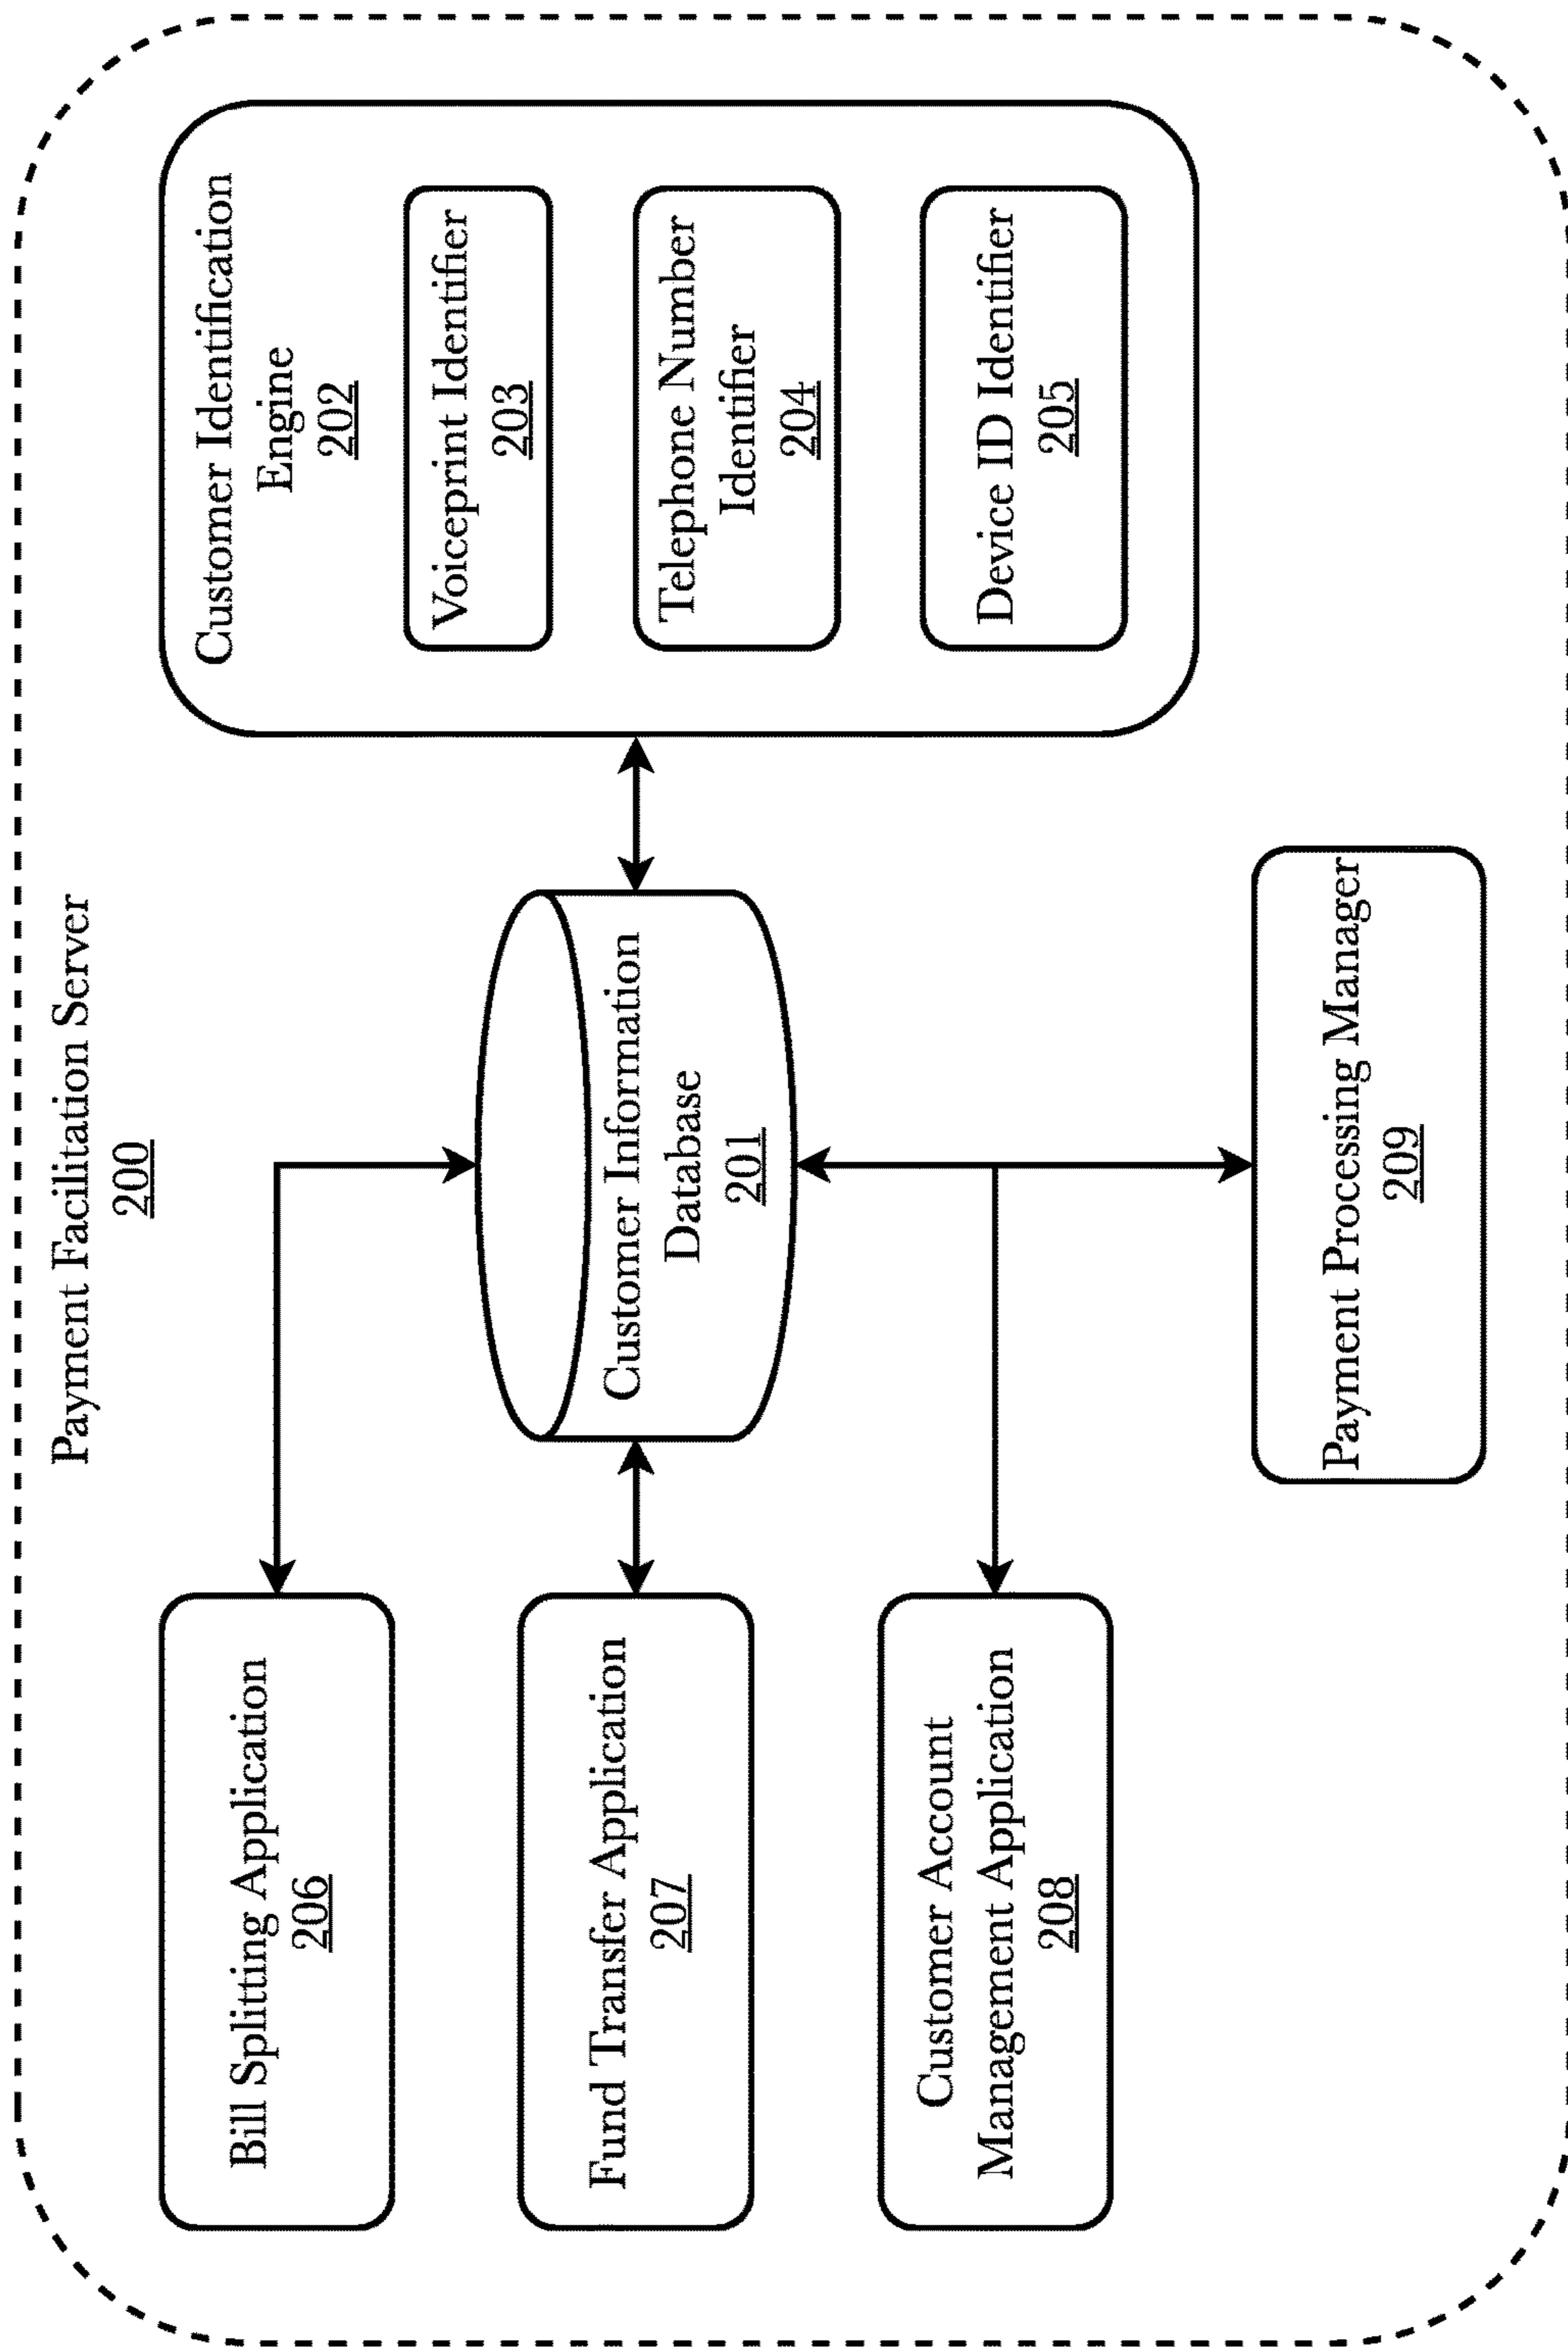 Payment Facilitation Server
200
Bill Splitting Application
206
Fund Transfer Application
207
Customer Account
Management Application
208
Customer Information
Database
201
Payment Processing Manager
209
Customer Identification
Engine
202
Voiceprint Identifier
203
Telephone Number
Identifier
204
Device ID Identifier
205